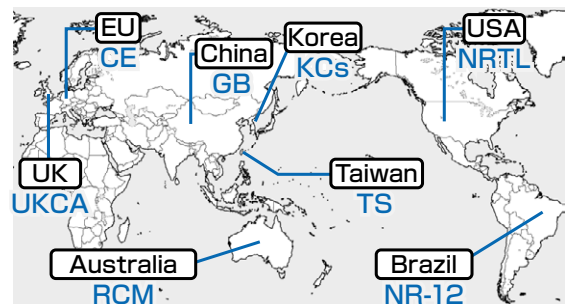 EU
CE
China
GB
Korea
KCs
USA
NRTL
UK
UKCA
Taiwan
TS
Australia
RCM
Brazil
NR-12